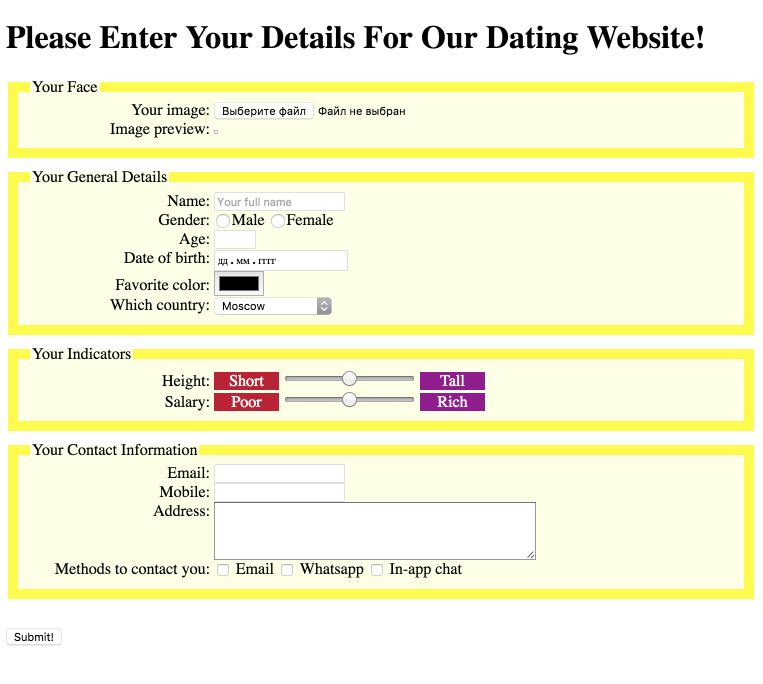 Please Enter Your Details For Our Dating Website!
Your Face
Your image: Выберите файл Файл не выбран
Image preview:
Your General Details
Name: Your full name
Gender: Male Female
Age:
Date of birth: дд.мм.гггг
Favorite color:
Which country: Moscow
Your Indicators
Height: Short Tall
Salary: Poor Rich
Your Contact Information
Email:
Mobile:
Address:
Methods to contact you: Email Whatsapp In-app chat
Submit!